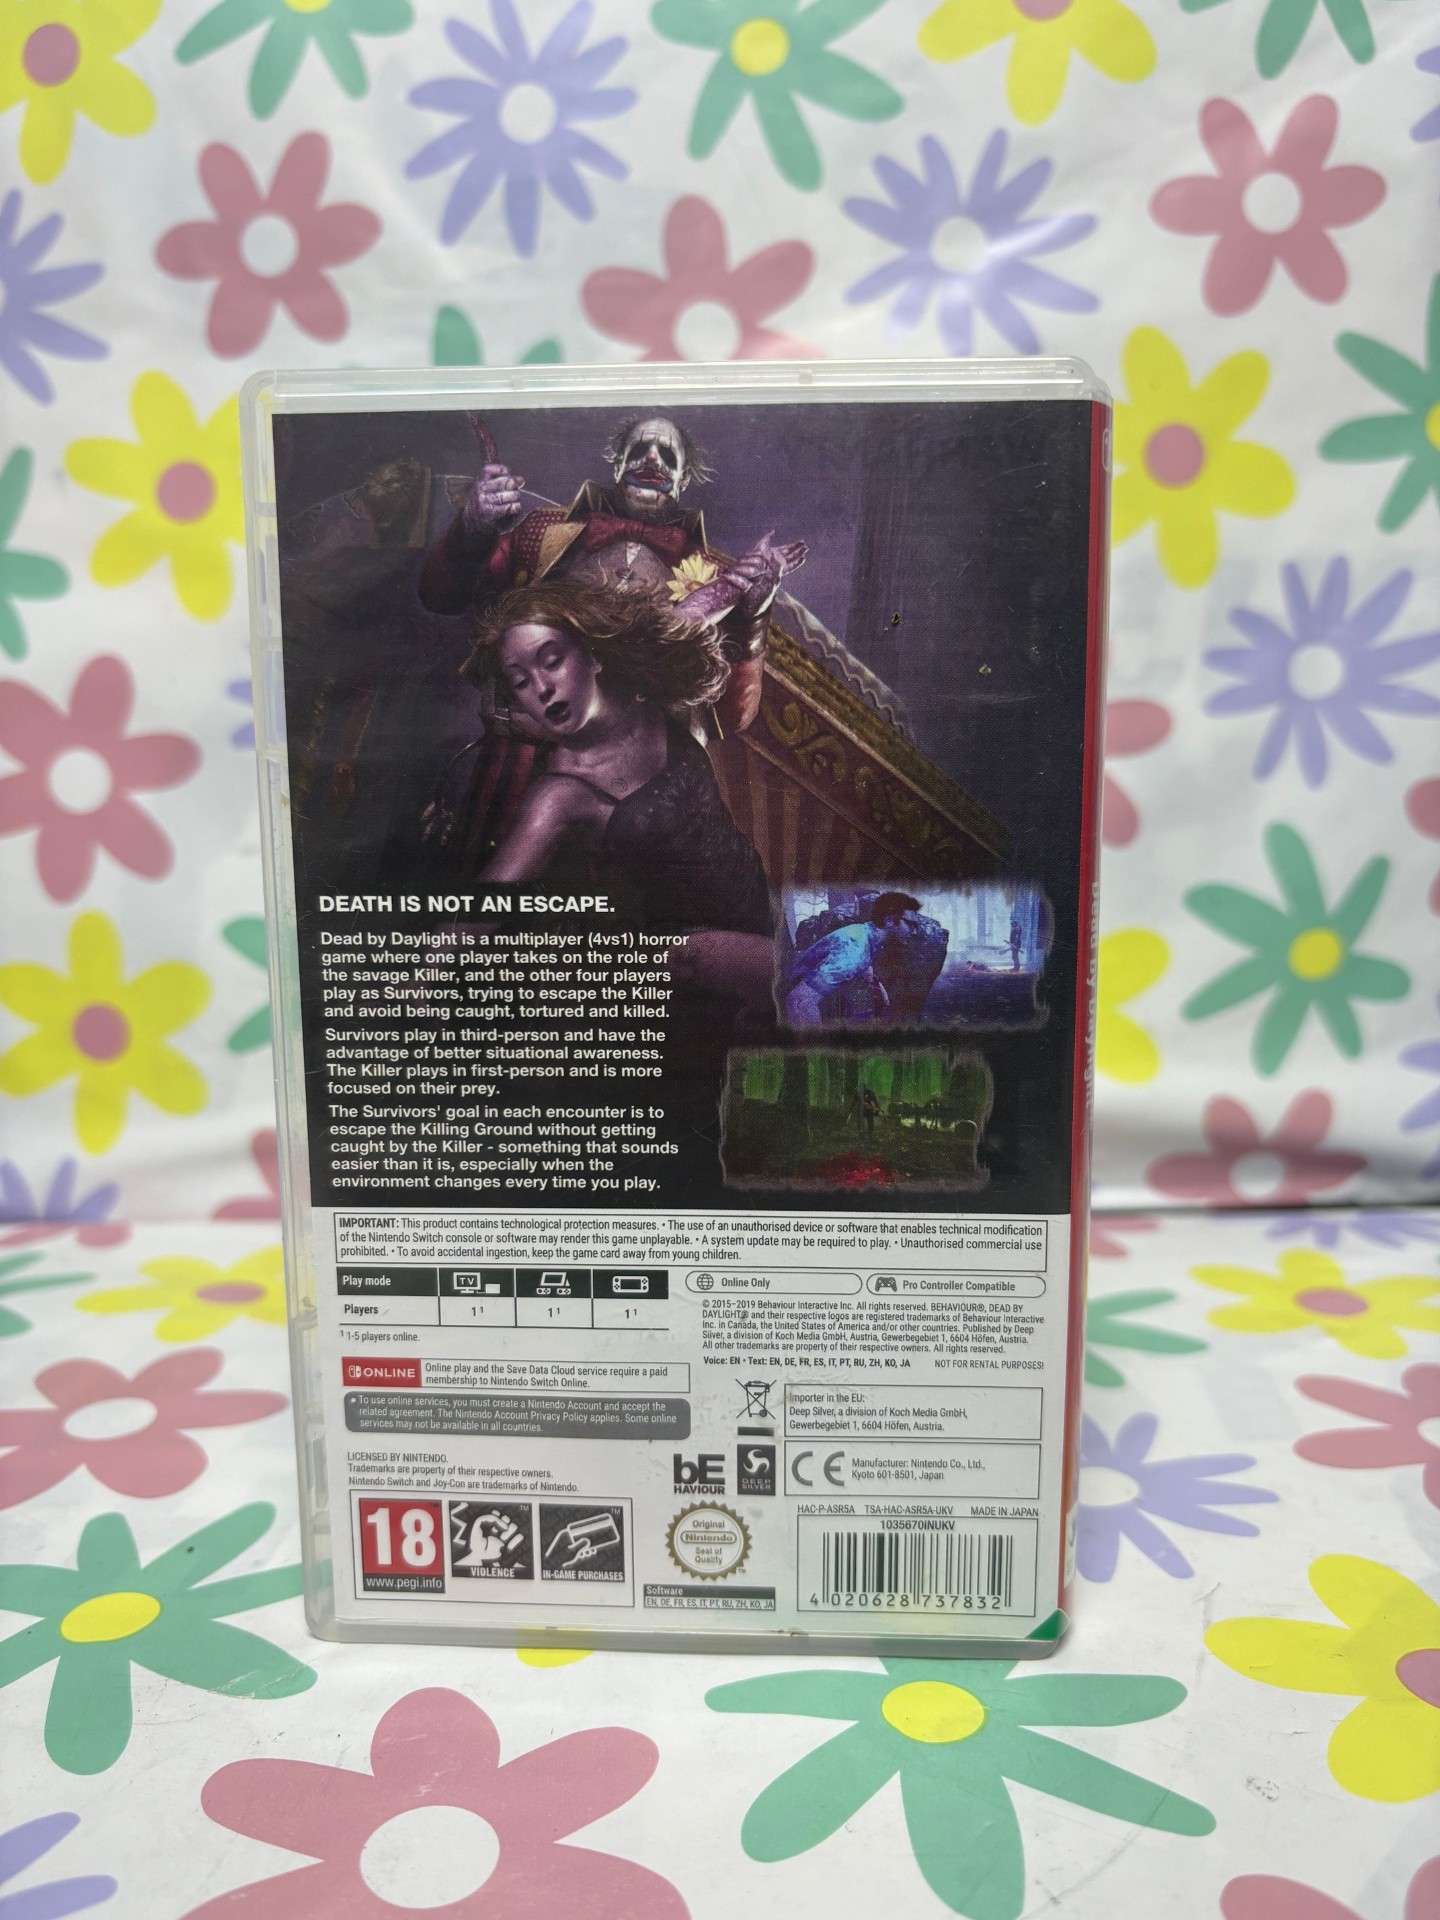 DEATH IS NOT AN ESCAPE.
Dead by Daylight is a multiplayer (4vs1) horror
game where one player takes on the role of
the savage Killer, and the other four players
play as Survivors, trying to escape the Killer
and avoid being caught, tortured and killed.
Survivors play in third-person and have the
advantage of better situational awareness.
The Killer plays in first-person and is more
focused on their prey.
The Survivors' goal in each encounter is to
escape the Killing Ground without getting
caught by the Killer - something that sounds
easier than it is, especially when the
environment changes every time you play.
Dead by Daylight
IMPORTANT: This product contains technological protection measures. • The use of an unauthorised device or software that enables technical modification
of the Nintendo Switch console or software may render this game unplayable. • A system update may be required to play. • Unauthorised commercial use
prohibited. • To avoid accidental ingestion, keep the game card away from young children.
Play mode TV
Players 1¹ 1¹ 1¹
¹ 1-5 players online.
Online Only
Pro Controller Compatible
© 2015–2019 Behaviour Interactive Inc. All rights reserved. BEHAVIOUR®, DEAD BY
DAYLIGHT® and their respective logos are registered trademarks of Behaviour Interactive
Inc. in Canada, the United States of America and/or other countries. Published by Deep
Silver, a division of Koch Media GmbH, Austria, Gewerbegebiet 1, 6604 Höfen, Austria.
All other trademarks are property of their respective owners. All rights reserved.
Voice: EN • Text: EN, DE, FR, ES, IT, PT, RU, ZH, KO, JA NOT FOR RENTAL PURPOSES!
ONLINE
Online play and the Save Data Cloud service require a paid
membership to Nintendo Switch Online.
• To use online services, you must create a Nintendo Account and accept the
related agreement. The Nintendo Account Privacy Policy applies. Some online
services may not be available in all countries.
Importer in the EU:
Deep Silver, a division of Koch Media GmbH,
Gewerbegebiet 1, 6604 Höfen, Austria.
LICENSED BY NINTENDO.
Trademarks are property of their respective owners.
Nintendo Switch and Joy-Con are trademarks of Nintendo.
bE
HAVIOUR
DEEP
SILVER
CE
Manufacturer: Nintendo Co., Ltd.,
Kyoto 601-8501, Japan
18
www.pegi.info
VIOLENCE
IN-GAME PURCHASES
TM
TM
Original
Nintendo
Seal of
Quality
TM
Software
EN, DE, FR, ES, IT, PT, RU, ZH, KO, JA
HAC-P-ASR5A TSA-HAC-ASR5A-UKV MADE IN JAPAN
1035670INUKV
4 020628 737832